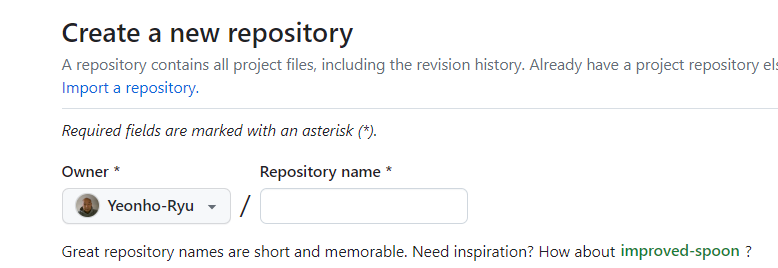 Create a new repository
A repository contains all project files, including the revision history. Already have a project repository els
Import a repository.
Required fields are marked with an asterisk (*).
Owner * Repository name *
Yeonho-Ryu /
Great repository names are short and memorable. Need inspiration? How about improved-spoon ?